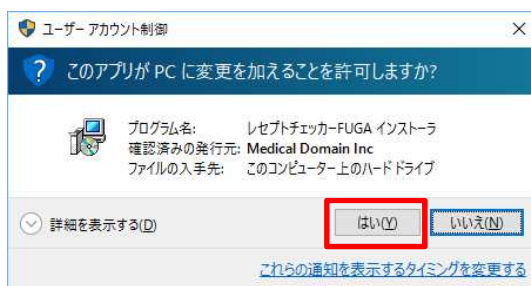 ユーザー アカウント制御
このアプリが PC に変更を加えることを許可しますか?
プログラム名: レセプトチェッカーFUGA インストーラ
確認済みの発行元: Medical Domain Inc
ファイルの入手先: このコンピューター上のハード ドライブ
詳細を表示する(D) はい(Y) いいえ(N)
これらの通知を表示するタイミングを変更する